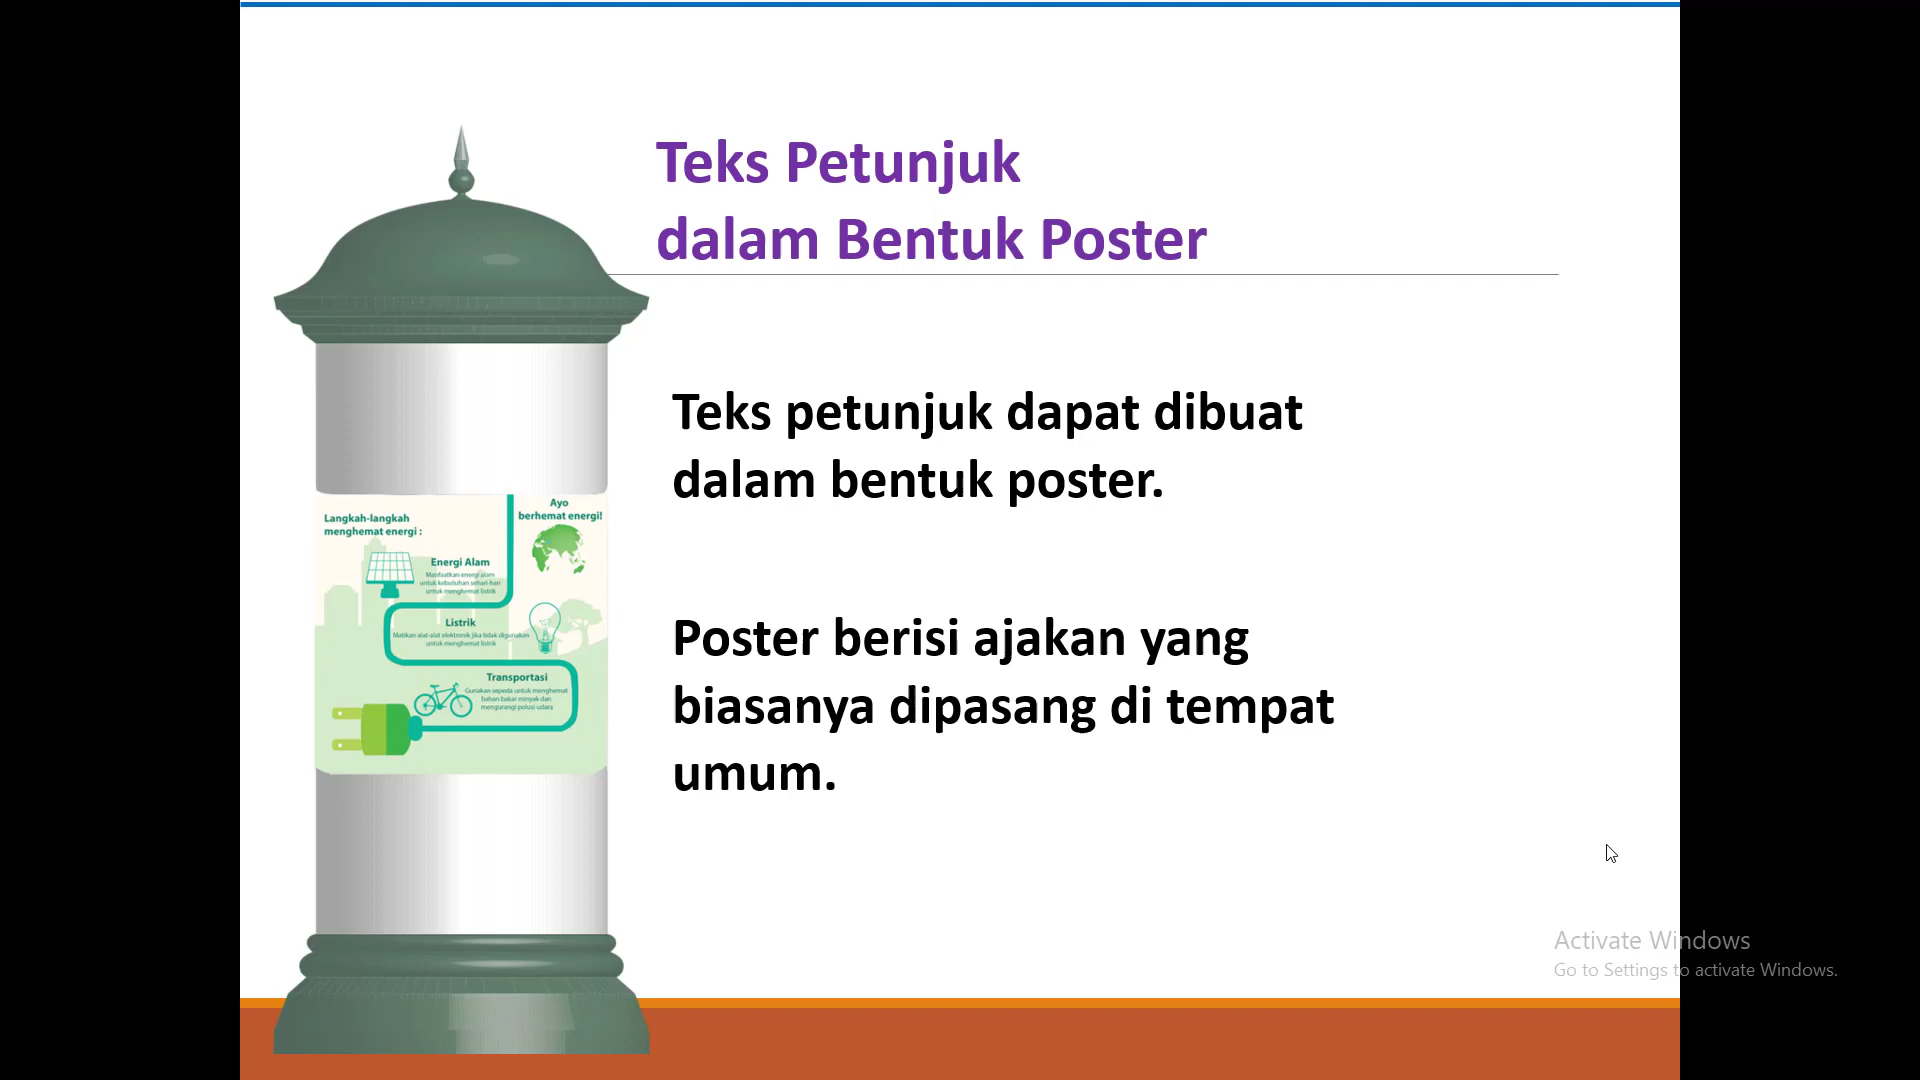 Teks Petunjuk
dalam Bentuk Poster
Teks petunjuk dapat dibuat
dalam bentuk poster.
Poster berisi ajakan yang
biasanya dipasang di tempat
umum.
Langkah-langkah
menghemat energi :
Ayo
berhemat energi!
Energi Alam
Manfaatkan energi alam
untuk kebutuhan sehari-hari
untuk menghemat listrik
Listrik
Matikan alat-alat elektronik jika tidak digunakan
untuk menghemat listrik
Transportasi
Gunakan sepeda untuk menghemat
bahan bakar minyak dan
mengurangi polusi udara
Activate Windows
Go to Settings to activate Windows.